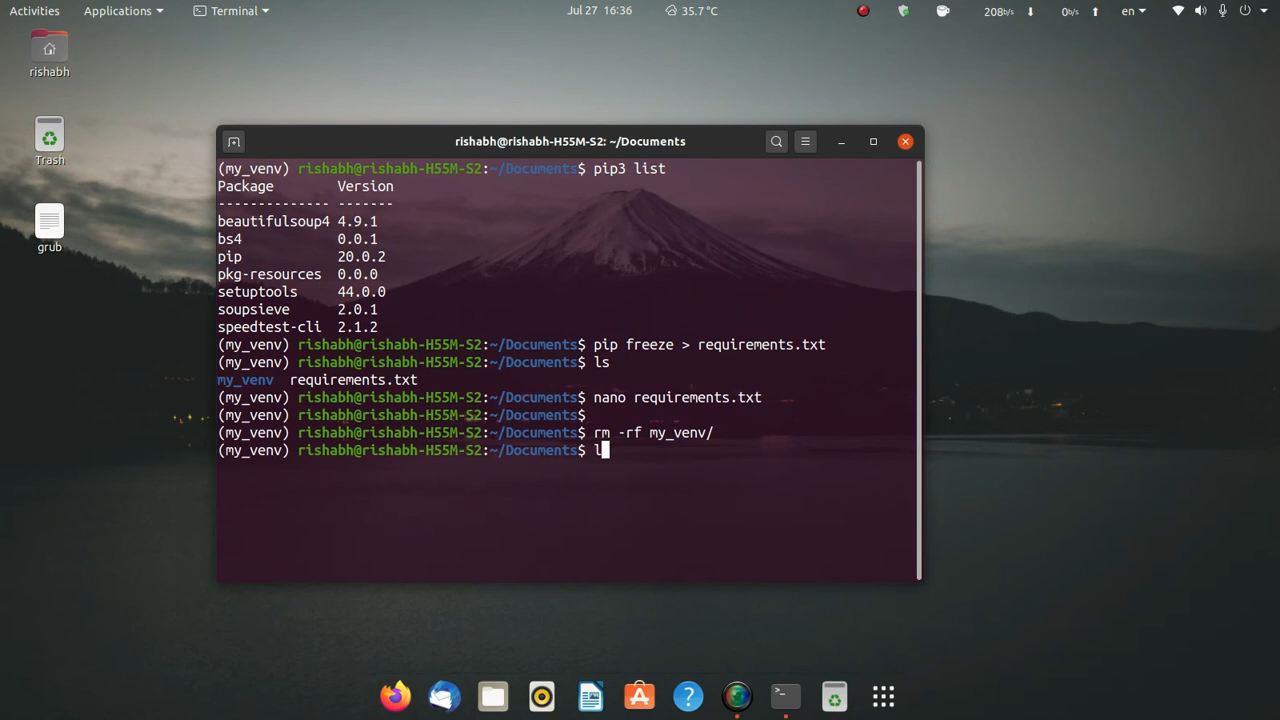 Activities Applications Terminal Jul 27 16:36 35.7°C 208b/s 0b/s en
rishabh
Trash
grub
rishabh@rishabh-H55M-S2: ~/Documents
(my_venv) rishabh@rishabh-H55M-S2:~/Documents$ pip3 list
Package Version
-------------- -------
beautifulsoup4 4.9.1
bs4 0.0.1
pip 20.0.2
pkg-resources 0.0.0
setuptools 44.0.0
soupsieve 2.0.1
speedtest-cli 2.1.2
(my_venv) rishabh@rishabh-H55M-S2:~/Documents$ pip freeze > requirements.txt
(my_venv) rishabh@rishabh-H55M-S2:~/Documents$ ls
my_venv requirements.txt
(my_venv) rishabh@rishabh-H55M-S2:~/Documents$ nano requirements.txt
(my_venv) rishabh@rishabh-H55M-S2:~/Documents$
(my_venv) rishabh@rishabh-H55M-S2:~/Documents$ rm -rf my_venv/
(my_venv) rishabh@rishabh-H55M-S2:~/Documents$ l